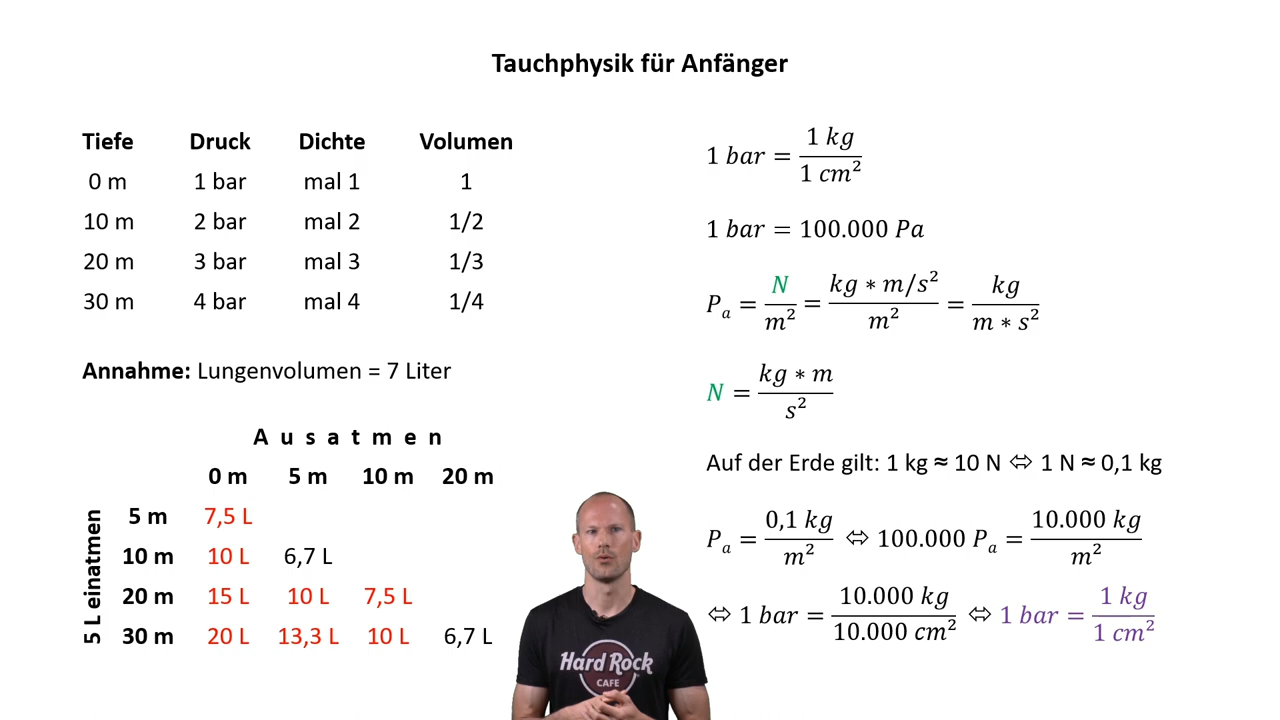 Tauchphysik für Anfänger
Tiefe Druck Dichte Volumen
0 m 1 bar mal 1 1
10 m 2 bar mal 2 1/2
20 m 3 bar mal 3 1/3
30 m 4 bar mal 4 1/4
Annahme: Lungenvolumen = 7 Liter
A u s a t m e n
0 m 5 m 10 m 20 m
5 L einatmen
5 m 7,5 L
10 m 10 L 6,7 L
20 m 15 L 10 L 7,5 L
30 m 20 L 13,3 L 10 L 6,7 L
1 bar = 1 kg / 1 cm²
1 bar = 100.000 Pa
Pₐ = N / m² = kg * m/s² / m² = kg / m * s²
N = kg * m / s²
Auf der Erde gilt: 1 kg ≈ 10 N ⇔ 1 N ≈ 0,1 kg
Pₐ = 0,1 kg / m² ⇔ 100.000 Pₐ = 10.000 kg / m²
⇔ 1 bar = 10.000 kg / 10.000 cm² ⇔ 1 bar = 1 kg / 1 cm²
Hard Rock
CAFE